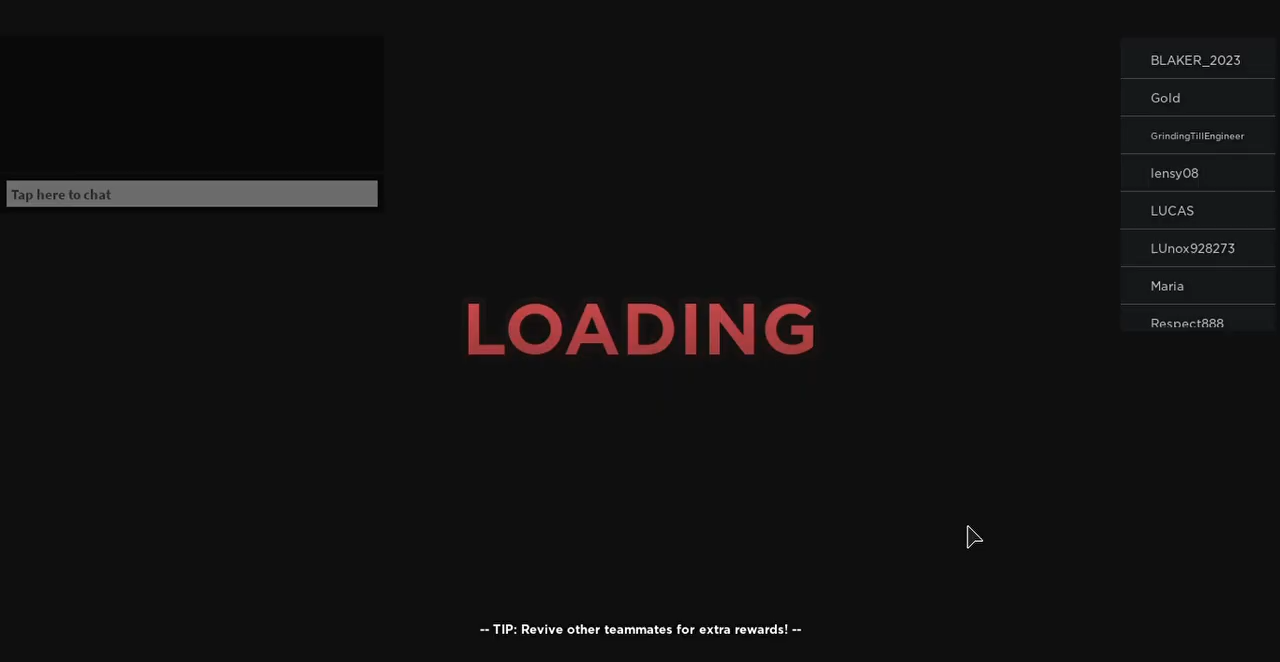 BLAKER_2023
Gold
GrindingTillEngineer
lensy08
LUCAS
LUnox928273
Maria
Respect888
Tap here to chat
LOADING
-- TIP: Revive other teammates for extra rewards! --